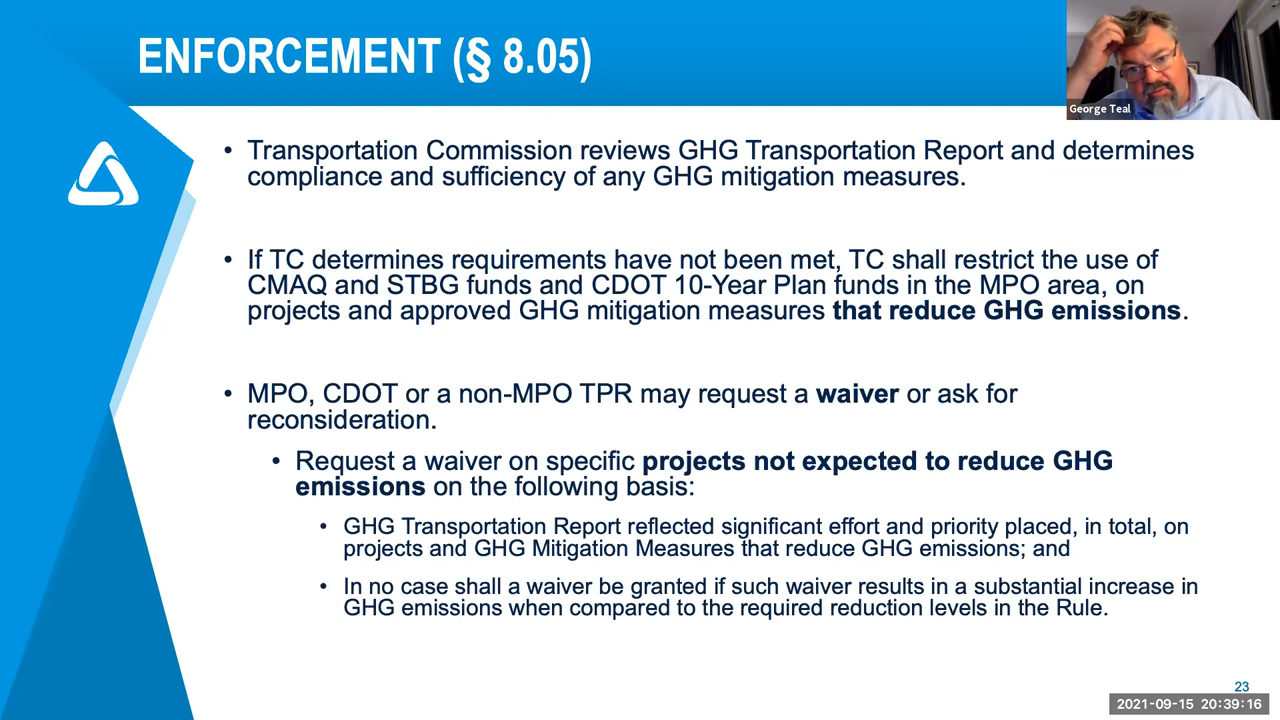 ENFORCEMENT (§ 8.05)
George Teal
• Transportation Commission reviews GHG Transportation Report and determines
compliance and sufficiency of any GHG mitigation measures.
• If TC determines requirements have not been met, TC shall restrict the use of
CMAQ and STBG funds and CDOT 10-Year Plan funds in the MPO area, on
projects and approved GHG mitigation measures that reduce GHG emissions.
• MPO, CDOT or a non-MPO TPR may request a waiver or ask for
reconsideration.
• Request a waiver on specific projects not expected to reduce GHG
emissions on the following basis:
• GHG Transportation Report reflected significant effort and priority placed, in total, on
projects and GHG Mitigation Measures that reduce GHG emissions; and
• In no case shall a waiver be granted if such waiver results in a substantial increase in
GHG emissions when compared to the required reduction levels in the Rule.
23
2021-09-15 20:39:16